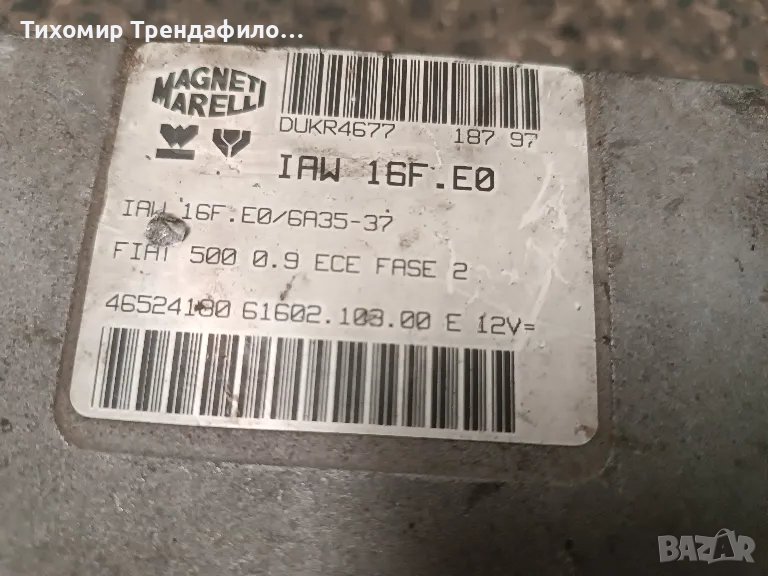 Тихомир Трендафило...
MAGNETI
MARELLI
DUKR4677 187 97
IAW 16F.E0
IAW 16F.E0/6A35-37
FIAT 500 0.9 ECE FASE 2
46524180 61602.103.00 E 12V=
BAZAR